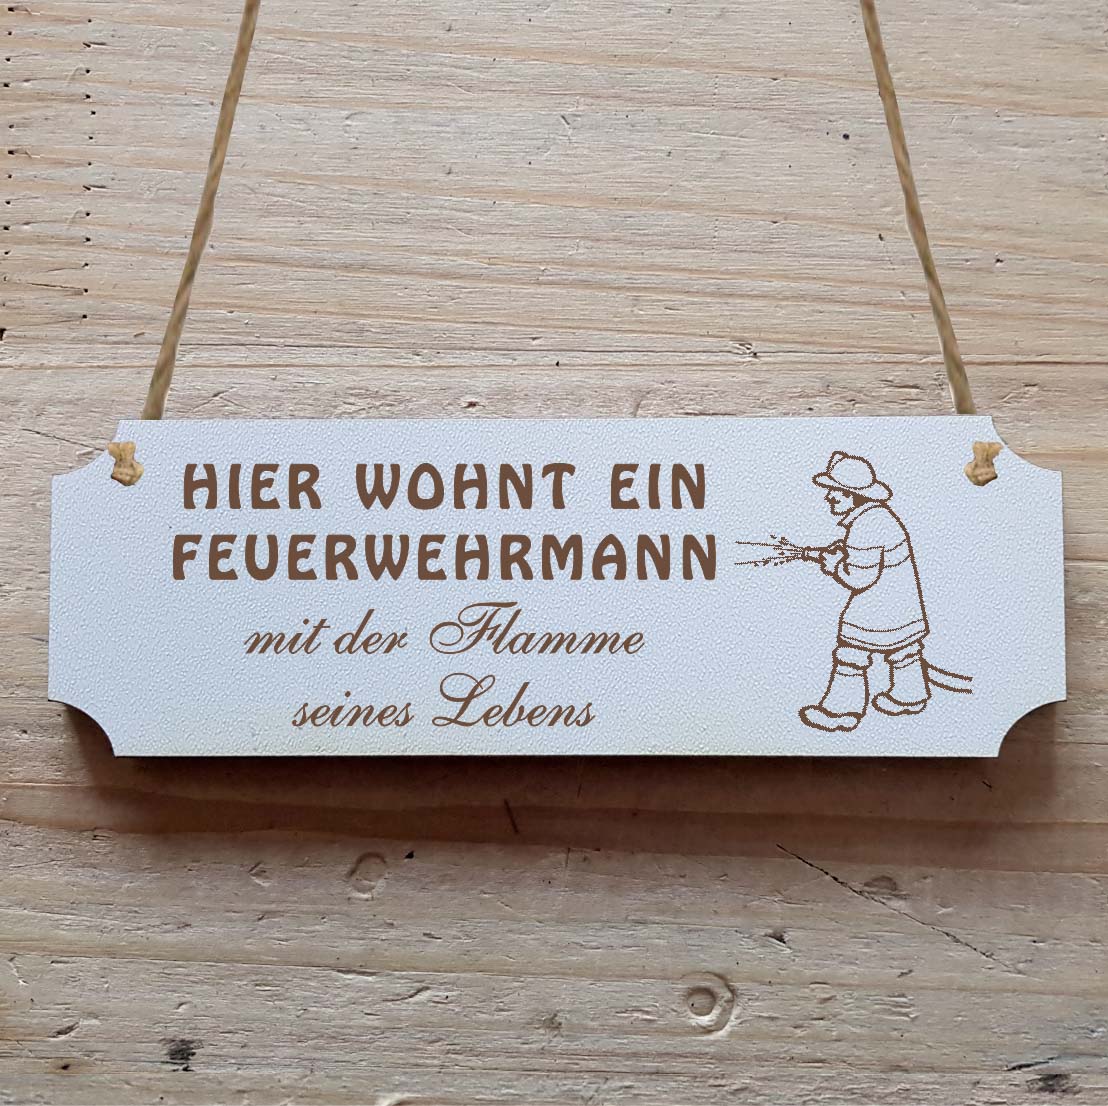 HIER WOHNT EIN
FEUERWEHRMANN
mit der Flamme
seines Lebens